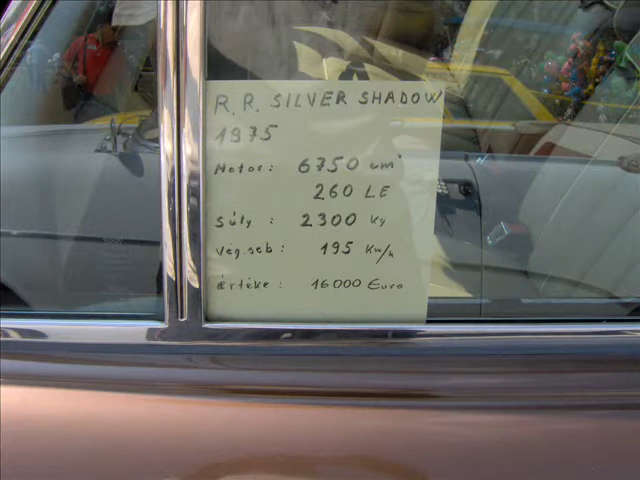 R.R. SILVER SHADOW
1975
Motor: 6750 cm³
260 LE
Súly: 2300 Kg
Vég.seb: 195 Km/h
értéke: 16000 Euro